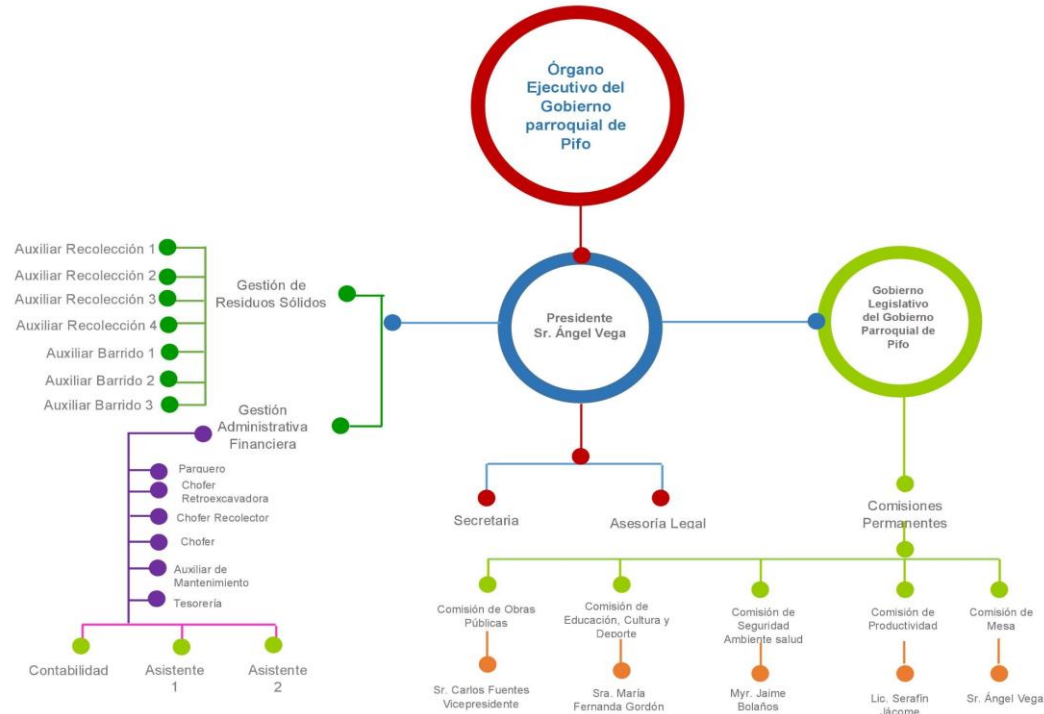 Órgano
Ejecutivo del
Gobierno
parroquial de
Pifo
Auxiliar Recolección 1
Auxiliar Recolección 2
Auxiliar Recolección 3
Auxiliar Recolección 4
Auxiliar Barrido 1
Auxiliar Barrido 2
Auxiliar Barrido 3
Gestión de
Residuos Sólidos
Gestión
Administrativa
Financiera
Presidente
Sr. Ángel Vega
Gobierno
Legislativo
del Gobierno
Parroquial de
Pifo
Parquero
Chofer
Retroexcavadora
Chofer Recolector
Chofer
Auxiliar de
Mantenimiento
Tesorería
Contabilidad
Asistente
1
Asistente
2
Secretaria
Asesoría Legal
Comisiones
Permanentes
Comisión de Obras
Públicas
Comisión de
Educación, Cultura y
Deporte
Comisión de
Seguridad
Ambiente salud
Comisión de
Productividad
Comisión de
Mesa
Sr. Carlos Fuentes
Vicepresidente
Sra. María
Fernanda Gordón
Myr. Jaime
Bolaños
Lic. Serafín
Jácome
Sr. Ángel Vega